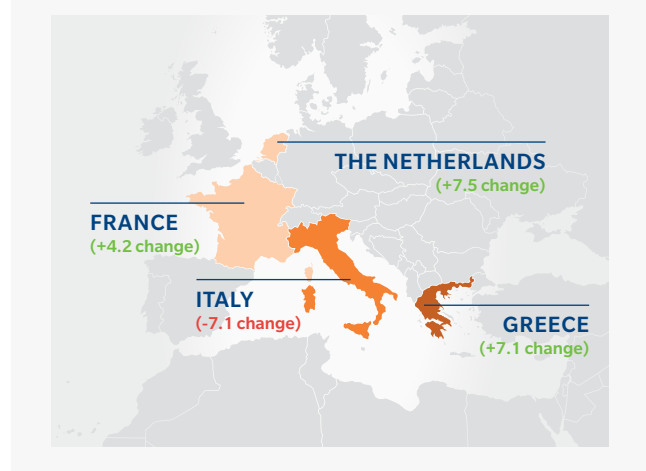 THE NETHERLANDS
(+7.5 change)
FRANCE
(+4.2 change)
ITALY
(-7.1 change)
GREECE
(+7.1 change)